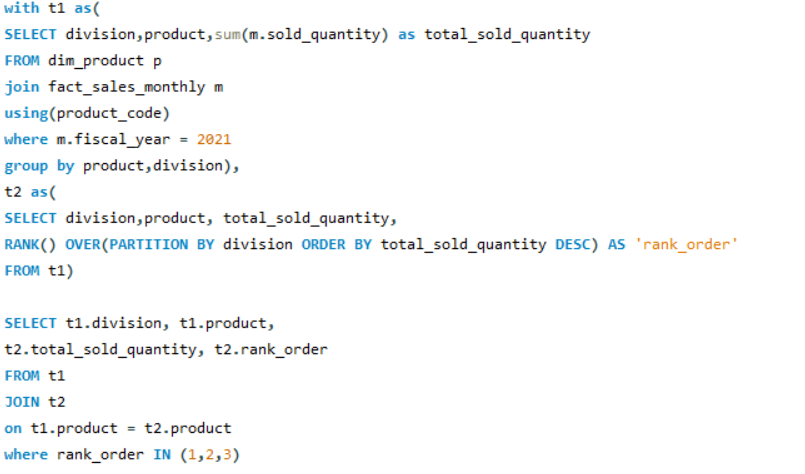 with t1 as(
SELECT division,product,sum(m.sold_quantity) as total_sold_quantity
FROM dim_product p
join fact_sales_monthly m
using(product_code)
where m.fiscal_year = 2021
group by product,division),
t2 as(
SELECT division,product, total_sold_quantity,
RANK() OVER(PARTITION BY division ORDER BY total_sold_quantity DESC) AS 'rank_order'
FROM t1)
SELECT t1.division, t1.product,
t2.total_sold_quantity, t2.rank_order
FROM t1
JOIN t2
on t1.product = t2.product
where rank_order IN (1,2,3)